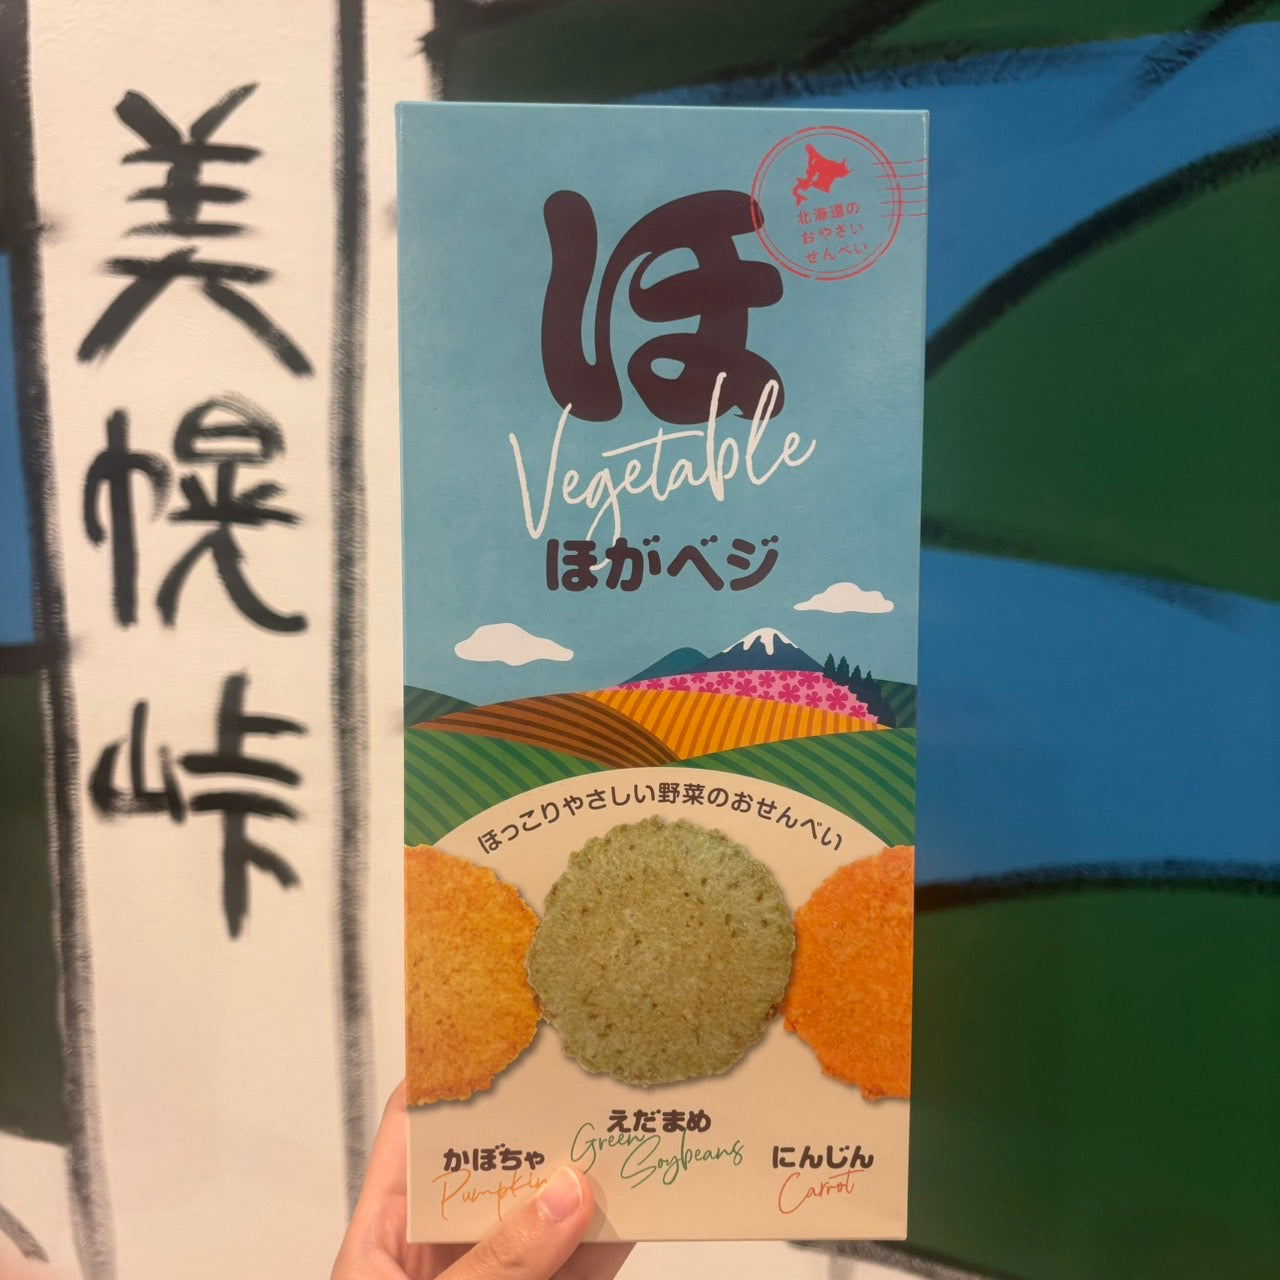 美幌峠
ほ
北海道の
おやさい
せんべい
Vegetable
ほがベジ
ほっこりやさしい野菜のおせんべい
かぼちゃ
Pumpkin
えだまめ
Green
Soybeans
にんじん
Carrot